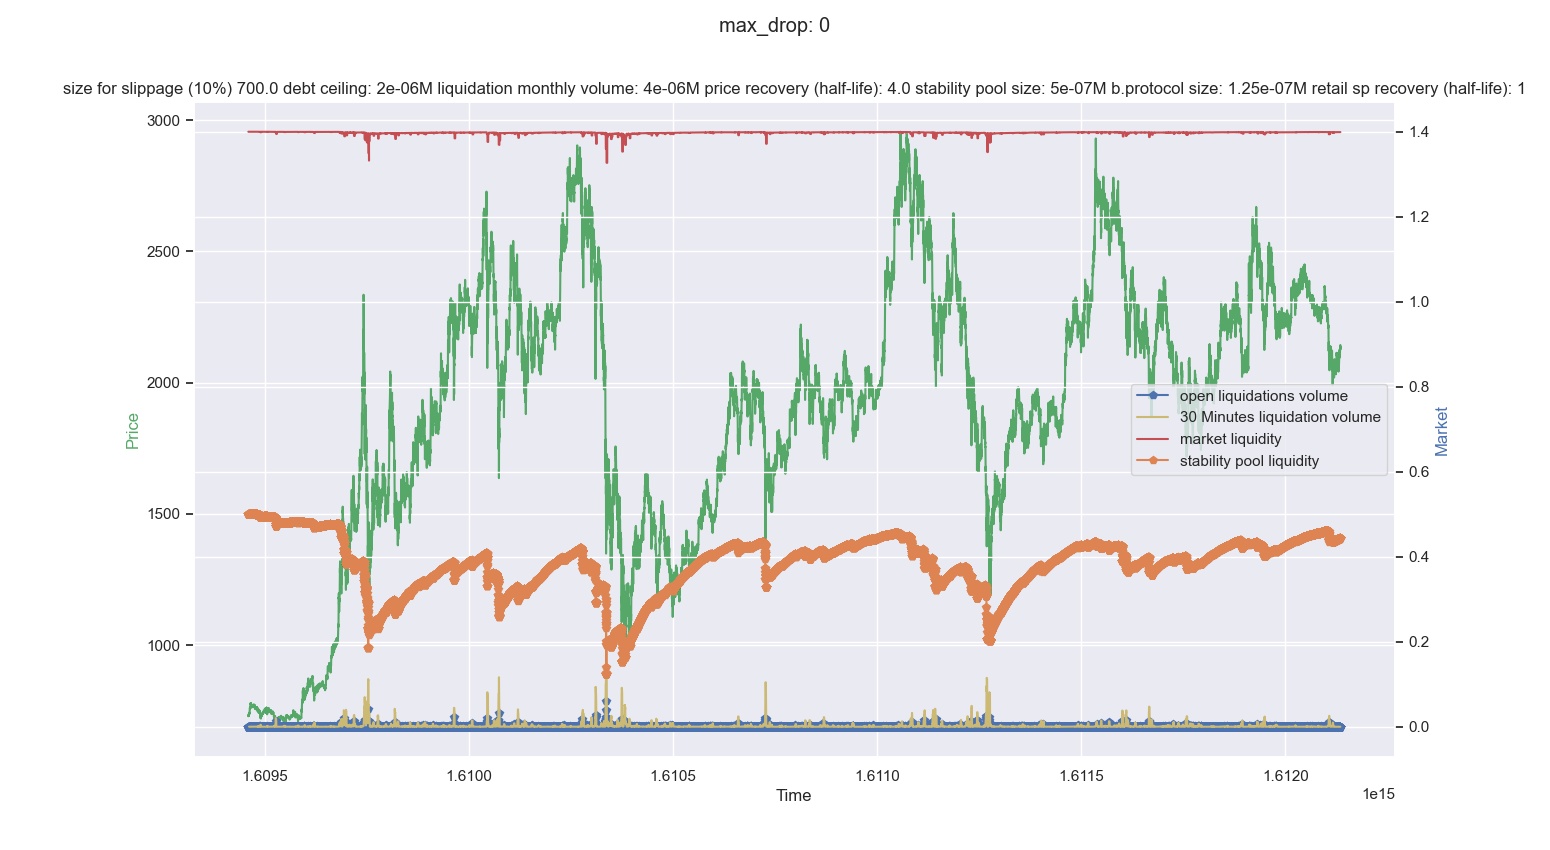 max_drop: 0
size for slippage (10%) 700.0 debt ceiling: 2e-06M liquidation monthly volume: 4e-06M price recovery (half-life): 4.0 stability pool size: 5e-07M b.protocol size: 1.25e-07M retail sp recovery (half-life): 1
3000
2500
2000
1500
1000
Price
1.4
1.2
1.0
0.8
0.6
0.4
0.2
0.0
Market
open liquidations volume
30 Minutes liquidation volume
market liquidity
stability pool liquidity
1.6095 1.6100 1.6105 1.6110 1.6115 1.6120
1e15
Time